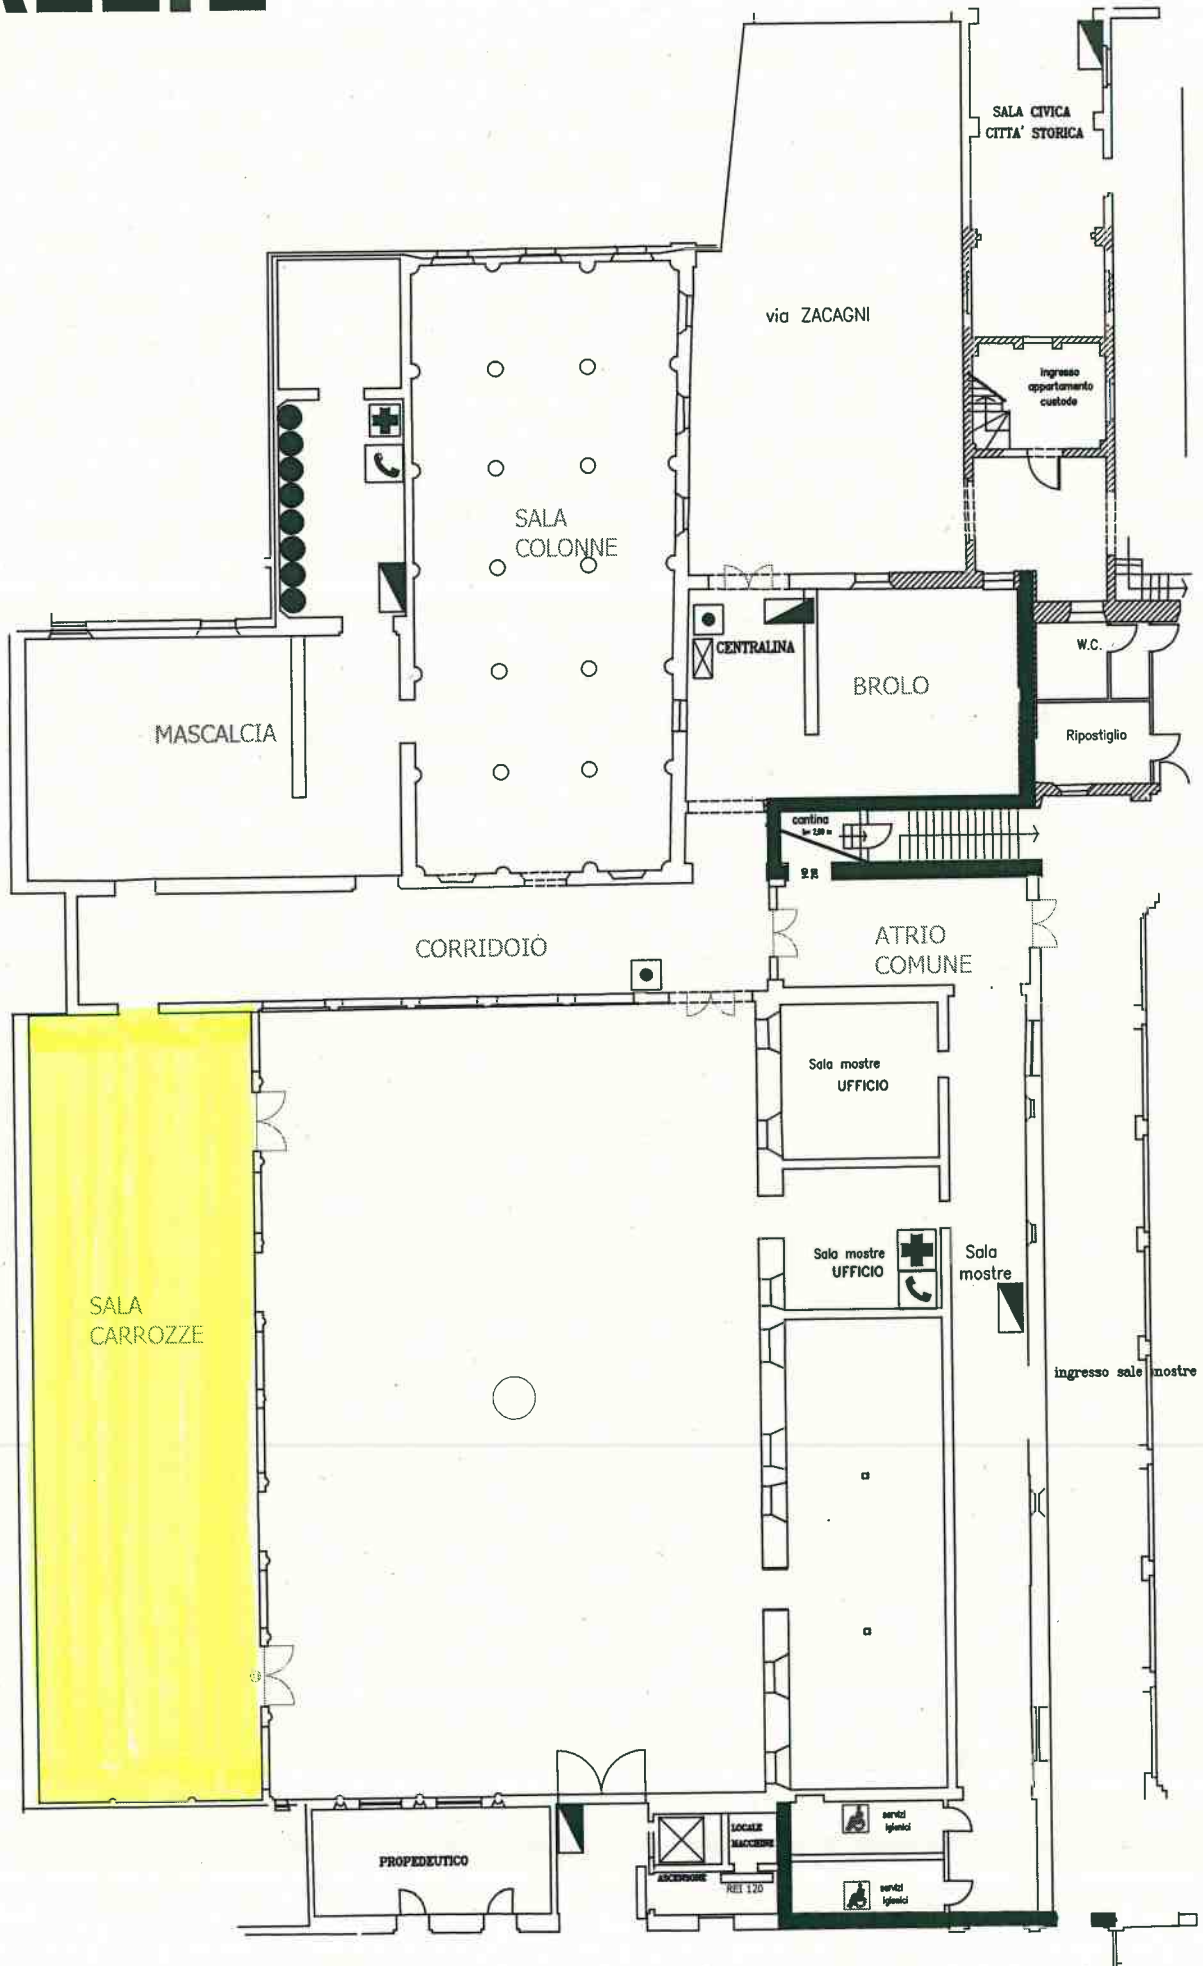 SALA CIVICA
CITTA' STORICA
via ZACAGNI
ingresso
appartamento
custode
SALA
COLONNE
CENTRALINA
BROLO
W.C.
MASCALCIA
Ripostiglio
cantina
CORRIDOIO
ATRIO
COMUNE
Sala mostre
UFFICIO
Sala mostre
UFFICIO
Sala
mostre
SALA
CARROZZE
ingresso sale mostre
servizi
igienici
LOCALE
MACCHINE
PROPEDEUTICO
ASCENSORE
REI 120
servizi
igienici